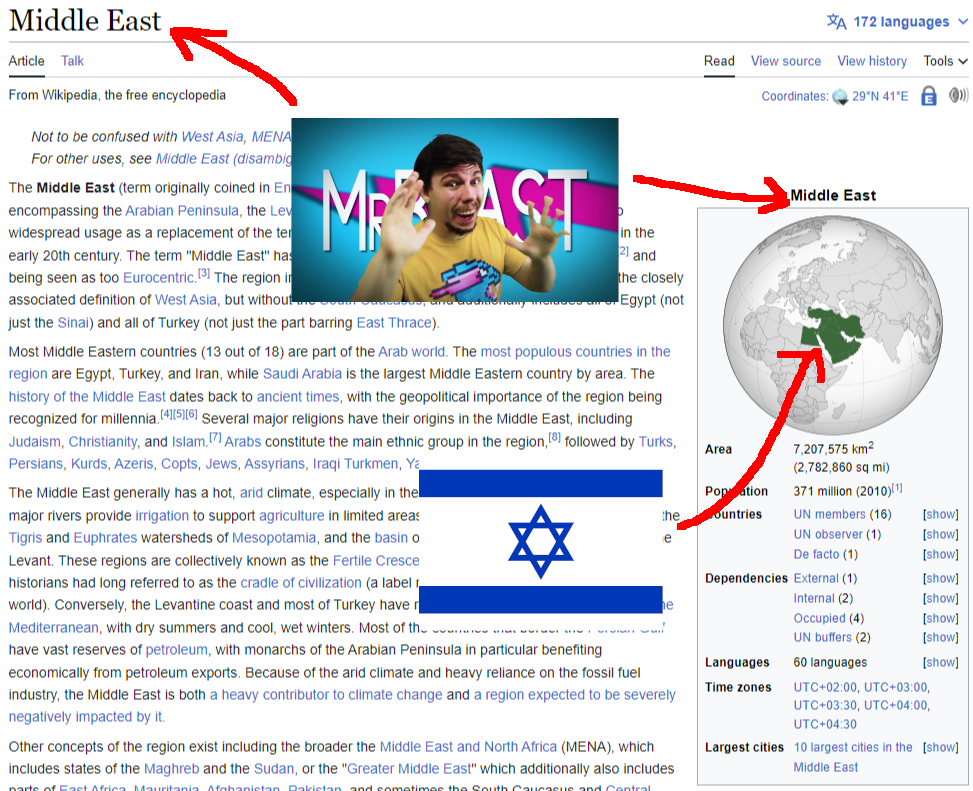 Middle East
172 languages
Article Talk
Read View source View history Tools
From Wikipedia, the free encyclopedia
Coordinates: 29°N 41°E
Not to be confused with West Asia, MENA
For other uses, see Middle East (disambig
The Middle East (term originally coined in En
encompassing the Arabian Peninsula, the Lev
widespread usage as a replacement of the ter in the
early 20th century. The term "Middle East" has [2] and
being seen as too Eurocentric.[3] The region in the closely
associated definition of West Asia, but without the South Caucasus, and additionally includes all of Egypt (not
just the Sinai) and all of Turkey (not just the part barring East Thrace).
MRBEAST
Middle East
Most Middle Eastern countries (13 out of 18) are part of the Arab world. The most populous countries in the
region are Egypt, Turkey, and Iran, while Saudi Arabia is the largest Middle Eastern country by area. The
history of the Middle East dates back to ancient times, with the geopolitical importance of the region being
recognized for millennia.[4][5][6] Several major religions have their origins in the Middle East, including
Judaism, Christianity, and Islam.[7] Arabs constitute the main ethnic group in the region,[8] followed by Turks,
Persians, Kurds, Azeris, Copts, Jews, Assyrians, Iraqi Turkmen, Ya
The Middle East generally has a hot, arid climate, especially in the
major rivers provide irrigation to support agriculture in limited areas the
Tigris and Euphrates watersheds of Mesopotamia, and the basin o e
Levant. These regions are collectively known as the Fertile Cresce
historians had long referred to as the cradle of civilization (a label
world). Conversely, the Levantine coast and most of Turkey have he
Mediterranean, with dry summers and cool, wet winters. Most of the countries that border the Persian Gulf
have vast reserves of petroleum, with monarchs of the Arabian Peninsula in particular benefiting
economically from petroleum exports. Because of the arid climate and heavy reliance on the fossil fuel
industry, the Middle East is both a heavy contributor to climate change and a region expected to be severely
negatively impacted by it.
Other concepts of the region exist including the broader the Middle East and North Africa (MENA), which
includes states of the Maghreb and the Sudan, or the "Greater Middle East" which additionally also includes
parts of East Africa, Mauritania, Afghanistan, Pakistan, and sometimes the South Caucasus and Central
Area 7,207,575 km2
(2,782,860 sq mi)
Population 371 million (2010)[1]
Countries UN members (16) [show]
UN observer (1) [show]
De facto (1) [show]
Dependencies External (1) [show]
Internal (2) [show]
Occupied (4) [show]
UN buffers (2) [show]
Languages 60 languages [show]
Time zones UTC+02:00, UTC+03:00,
UTC+03:30, UTC+04:00,
UTC+04:30
Largest cities 10 largest cities in the [show]
Middle East